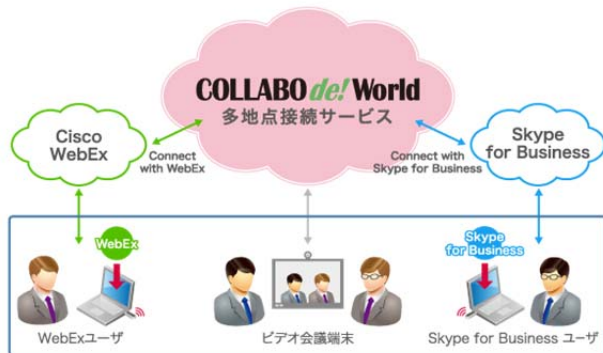 COLLABO de! World
多地点接続サービス
Cisco
WebEx
Connect
with WebEx
Connect with
Skype for Business
Skype
for Business
WebEx
Skype
for Business
WebExユーザ
ビデオ会議端末
Skype for Business ユーザ